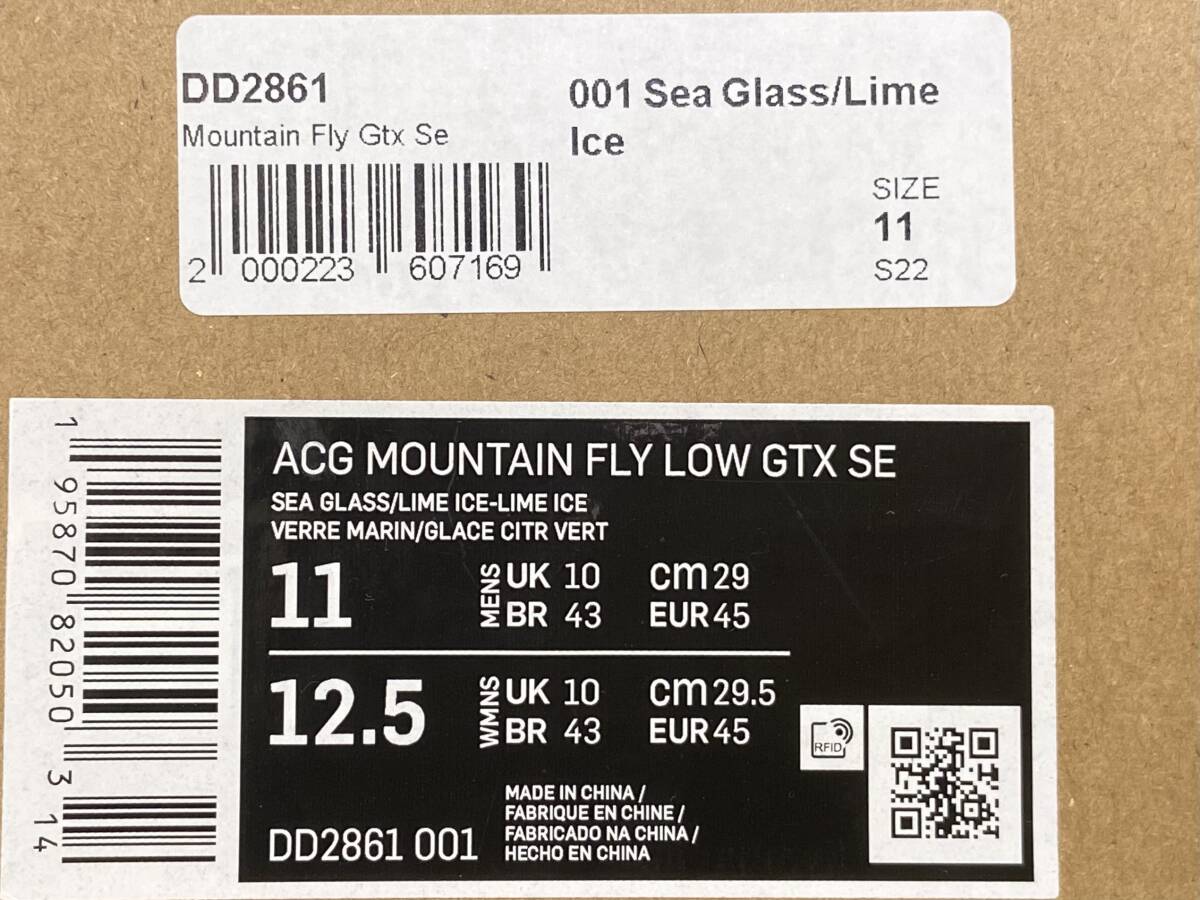 DD2861
Mountain Fly Gtx Se
001 Sea Glass/Lime
Ice
SIZE
11
S22
2 000223 607169
ACG MOUNTAIN FLY LOW GTX SE
SEA GLASS/LIME ICE-LIME ICE
VERRE MARIN/GLACE CITR VERT
11 MENS UK 10 cm 29
BR 43 EUR 45
12.5 WMNS UK 10 cm 29.5
BR 43 EUR 45
RFID
MADE IN CHINA /
FABRIQUE EN CHINE /
FABRICADO NA CHINA /
HECHO EN CHINA
DD2861 001
1 95870 82050 3 14